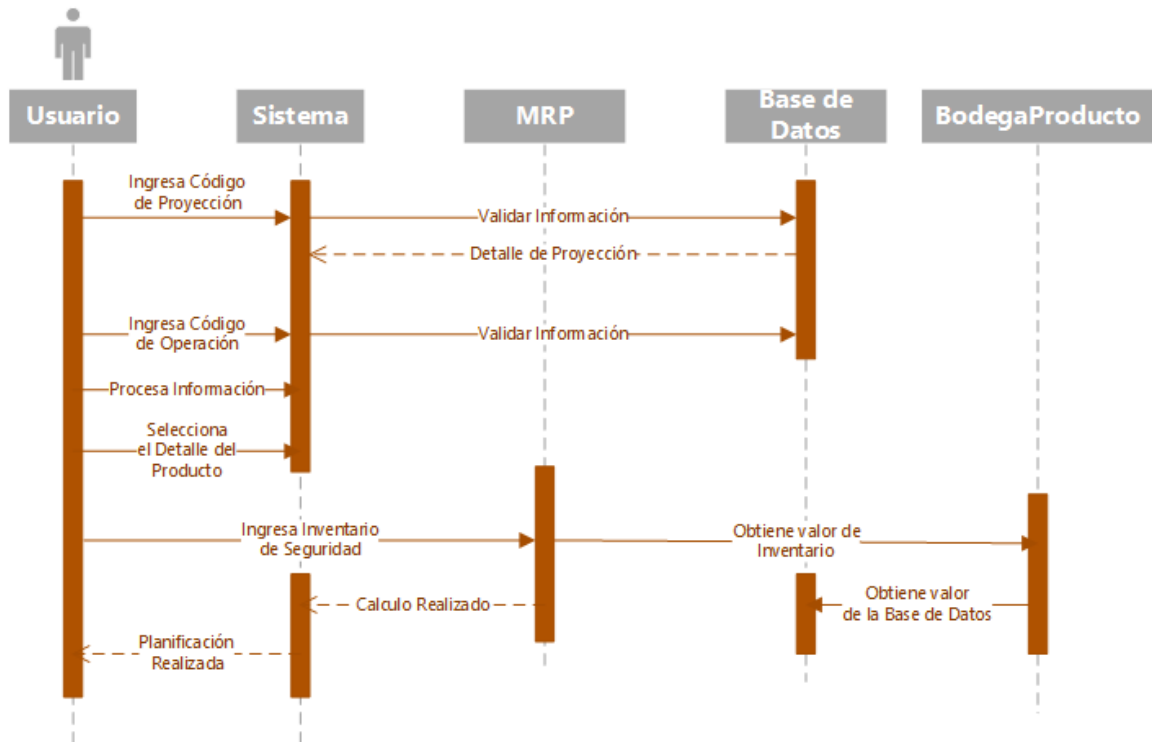 Usuario
Sistema
MRP
Base de
Datos
BodegaProducto
Ingresa Código
de Proyección
Validar Información
Detalle de Proyección
Ingresa Código
de Operación
Validar Información
Procesa Información
Selecciona
el Detalle del
Producto
Ingresa Inventario
de Seguridad
Obtiene valor de
Inventario
Calculo Realizado
Obtiene valor
de la Base de Datos
Planificación
Realizada